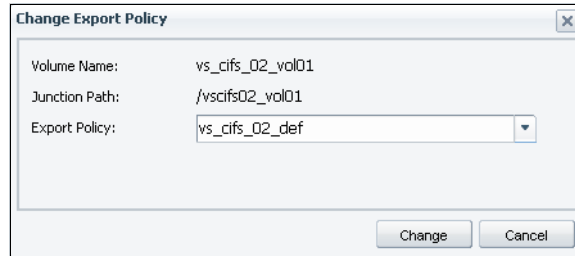 Change Export Policy
Volume Name: vs_cifs_02_vol01
Junction Path: /vscifs02_vol01
Export Policy: vs_cifs_02_def
Change Cancel